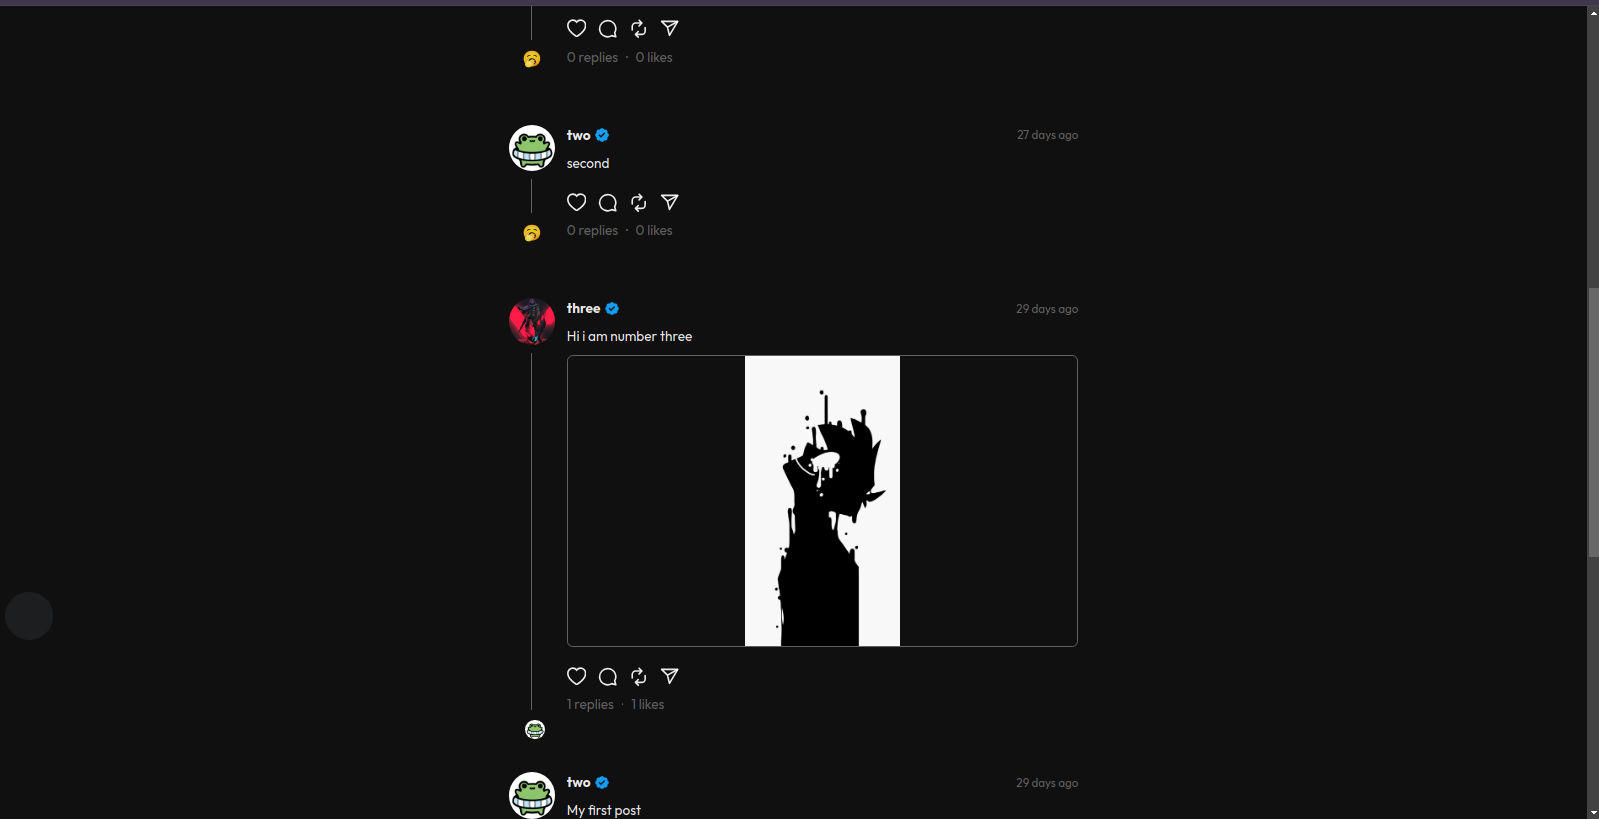 0 replies · 0 likes
two
27 days ago
second
0 replies · 0 likes
three
29 days ago
Hi i am number three
1 replies · 1 likes
two
29 days ago
My first post